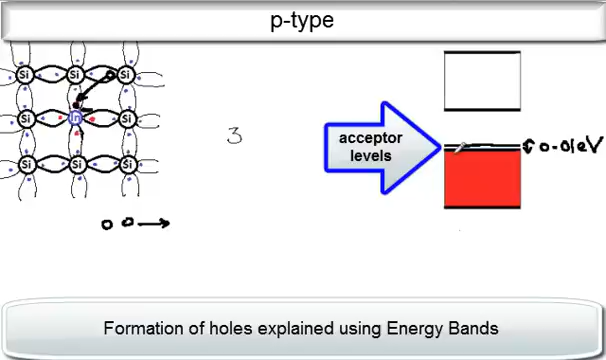 p-type
Si Si Si
Si In Si
Si Si Si
3
acceptor
levels
0.01eV
Formation of holes explained using Energy Bands